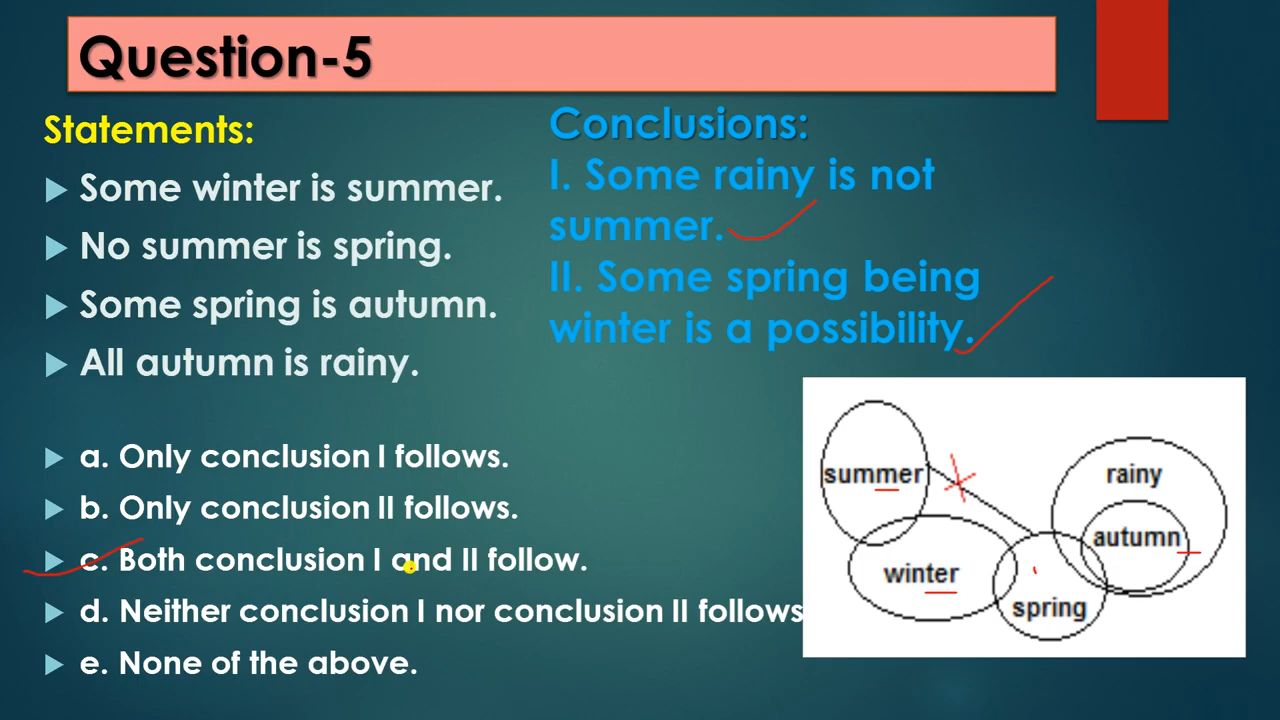 Question-5
Statements:
Some winter is summer.
No summer is spring.
Some spring is autumn.
All autumn is rainy.
Conclusions:
I. Some rainy is not
summer.
II. Some spring being
winter is a possibility.
a. Only conclusion I follows.
b. Only conclusion II follows.
c. Both conclusion I and II follow.
d. Neither conclusion I nor conclusion II follows
e. None of the above.
summer
rainy
autumn
winter
spring